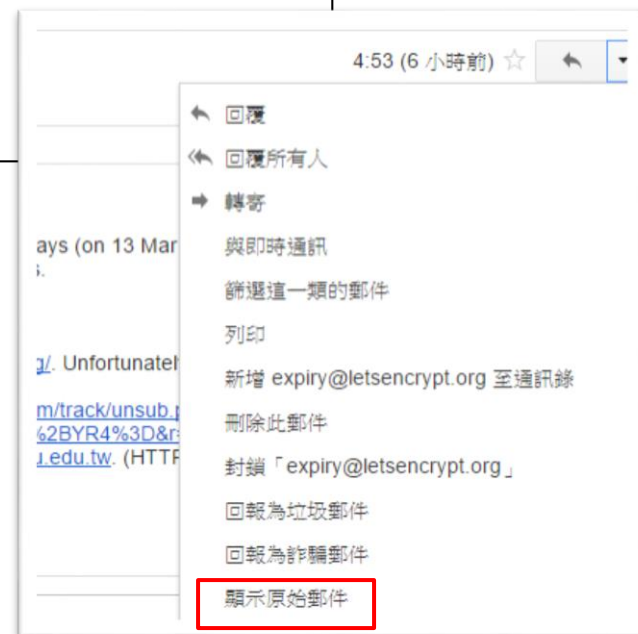 4:53 (6 小時前)
回覆
回覆所有人
轉寄
ays (on 13 Mar
s.
與即時通訊
篩選這一類的郵件
列印
g/. Unfortunatel
新增 expiry@letsencrypt.org 至通訊錄
m/track/unsub.p
%2BYR4%3D&r=
刪除此郵件
u.edu.tw. (HTTP
封鎖「expiry@letsencrypt.org」
回報為垃圾郵件
回報為詐騙郵件
顯示原始郵件